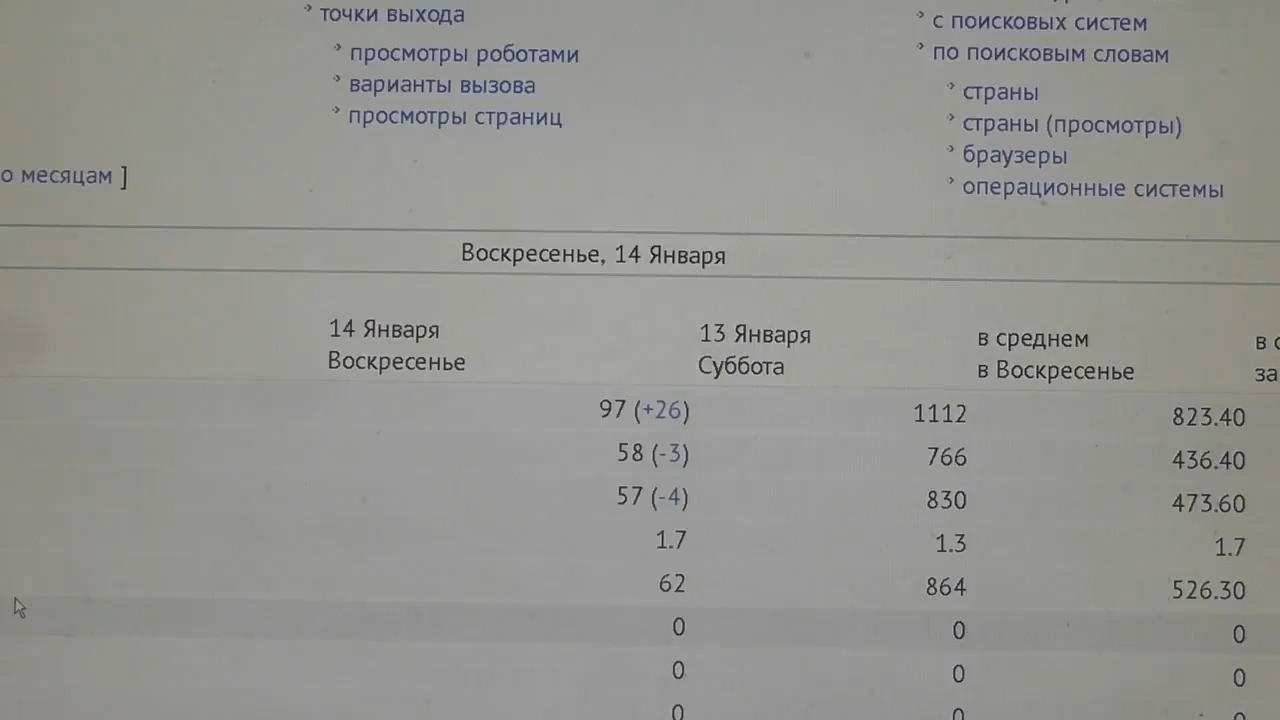 точки выхода
просмотры роботами
варианты вызова
просмотры страниц
с поисковых систем
по поисковым словам
страны
страны (просмотры)
браузеры
операционные системы
о месяцам ]
Воскресенье, 14 Января
14 Января
Воскресенье
13 Января
Суббота
в среднем
в Воскресенье
за
97 (+26) 1112 823.40
58 (-3) 766 436.40
57 (-4) 830 473.60
1.7 1.3 1.7
62 864 526.30
0 0 0
0 0 0
0 0